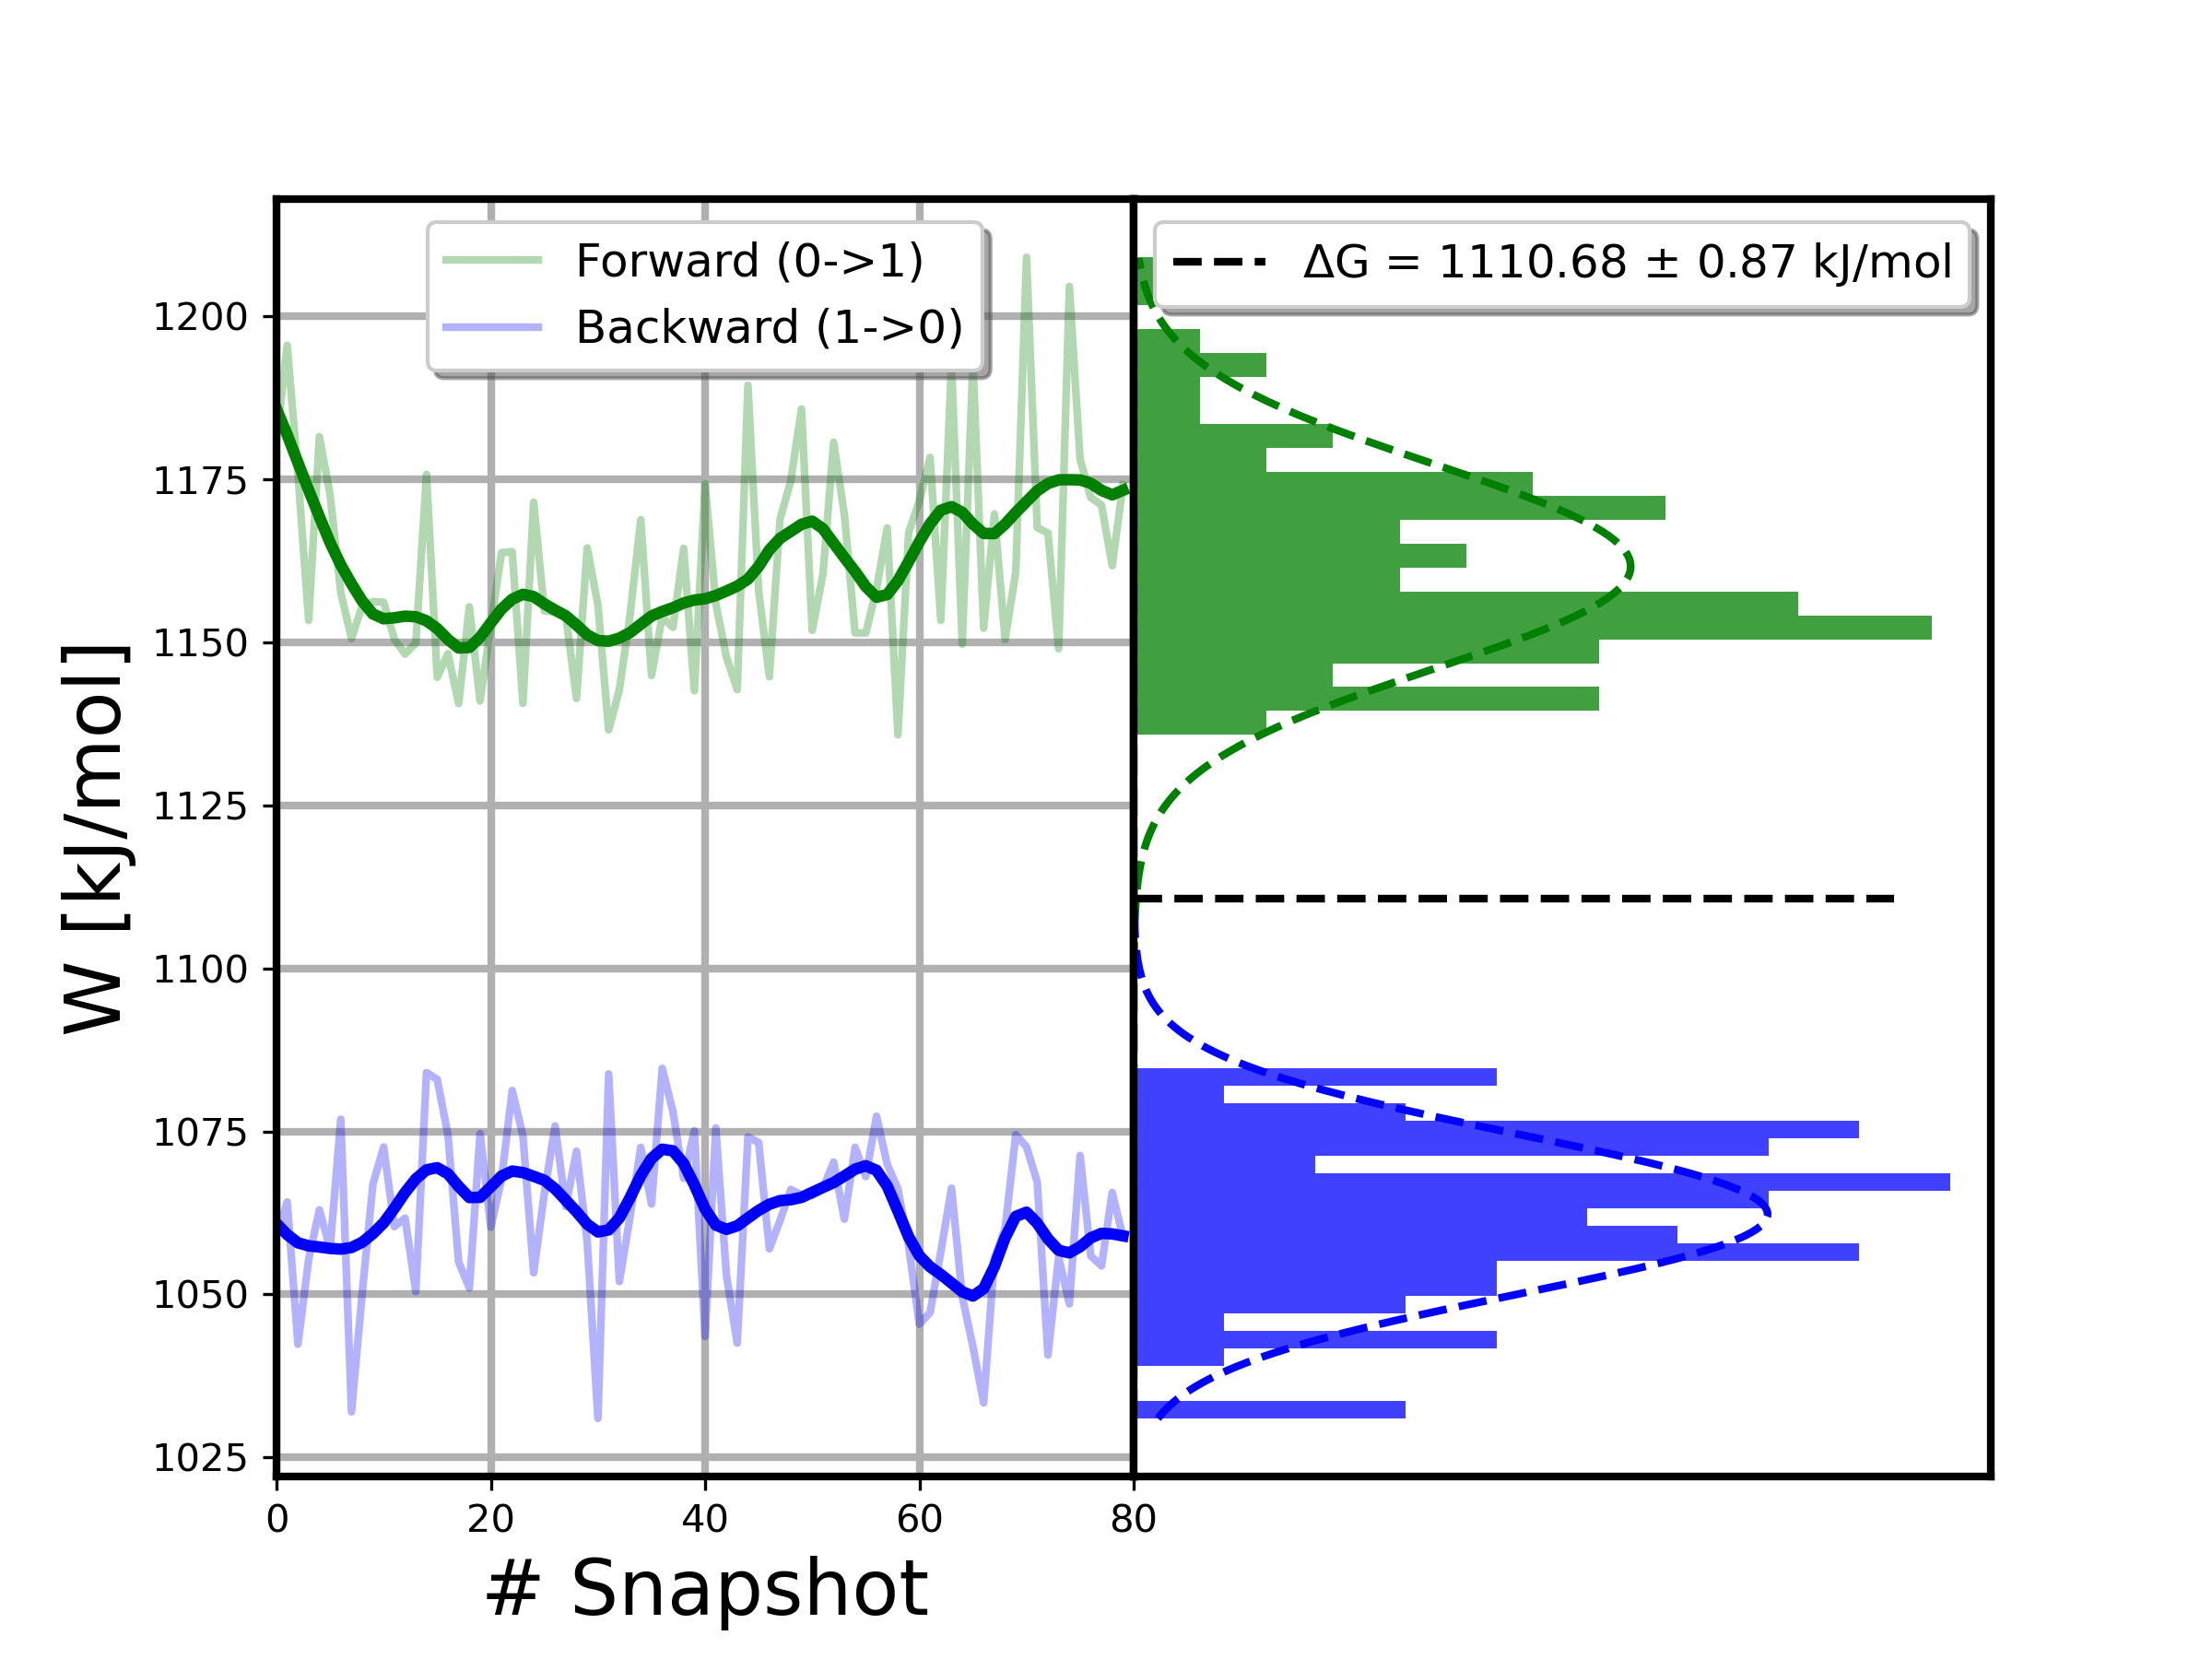 Forward (0->1)
Backward (1->0)
ΔG = 1110.68 ± 0.87 kJ/mol
1200
1175
1150
1125
1100
1075
1050
1025
W [kJ/mol]
0 20 40 60 80
# Snapshot